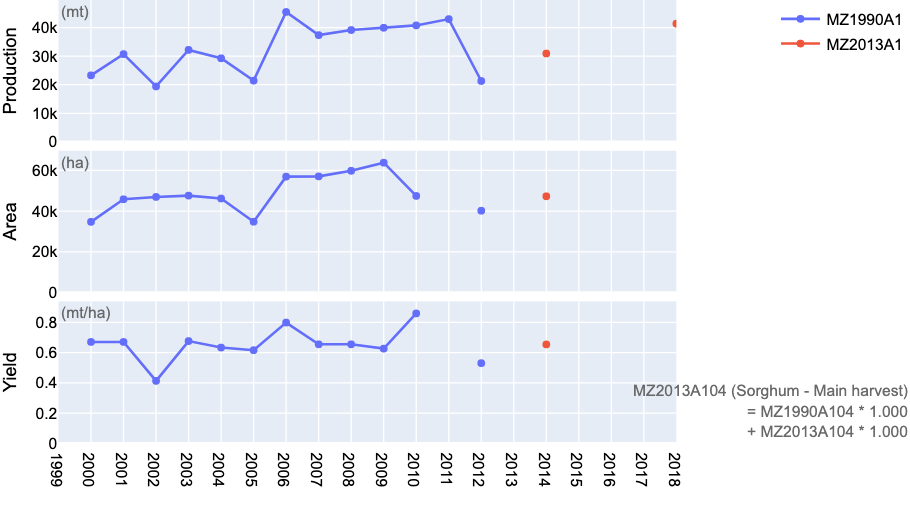 (mt)
Production
40k
30k
20k
10k
0
MZ1990A1
MZ2013A1
(ha)
Area
60k
40k
20k
0
(mt/ha)
Yield
0.8
0.6
0.4
0.2
0
MZ2013A104 (Sorghum - Main harvest)
= MZ1990A104 * 1.000
+ MZ2013A104 * 1.000
1999
2000
2001
2002
2003
2004
2005
2006
2007
2008
2009
2010
2011
2012
2013
2014
2015
2016
2017
2018